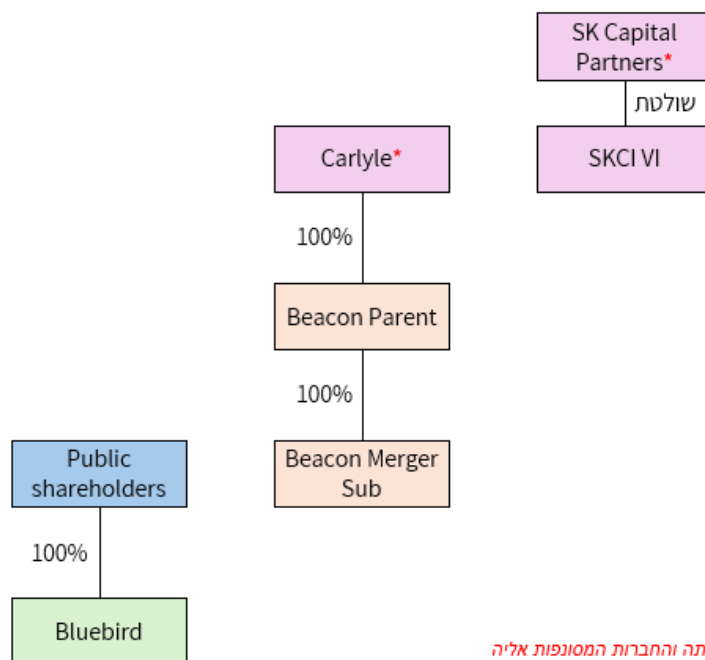 SK Capital
Partners*
שולטת
Carlyle*
SKCI VI
100%
Beacon Parent
100%
Public
shareholders
Beacon Merger
Sub
100%
Bluebird
והחברות המסונפות אליה